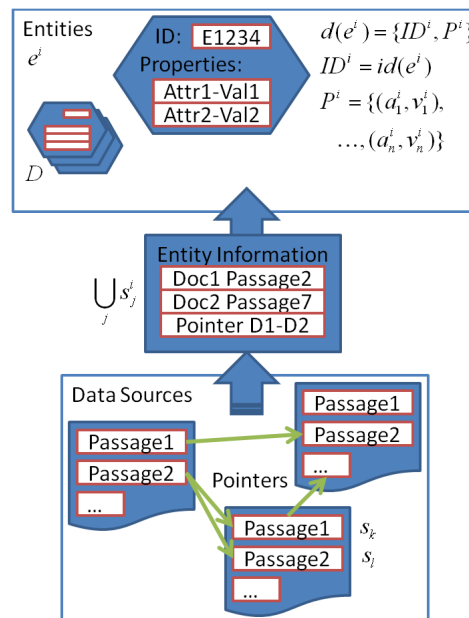 Entities
e^i
ID: E1234
Properties:
Attr1-Val1
Attr2-Val2
D
d(e^i) = {ID^i, P^i}
ID^i = id(e^i)
P^i = {(a_1^i, v_1^i),
...,(a_n^i, v_n^i)}
Entity Information
Doc1 Passage2
Doc2 Passage7
Pointer D1-D2
⋃_j s_j^i
Data Sources
Passage1
Passage2
...
Passage1
Passage2
...
Pointers
Passage1
s_k
Passage2
s_l
...